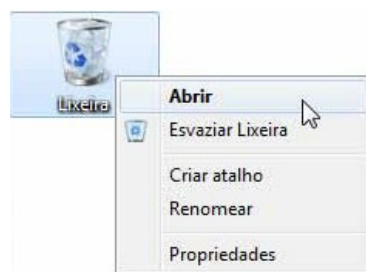 Lixeira
Abrir
Esvaziar Lixeira
Criar atalho
Renomear
Propriedades